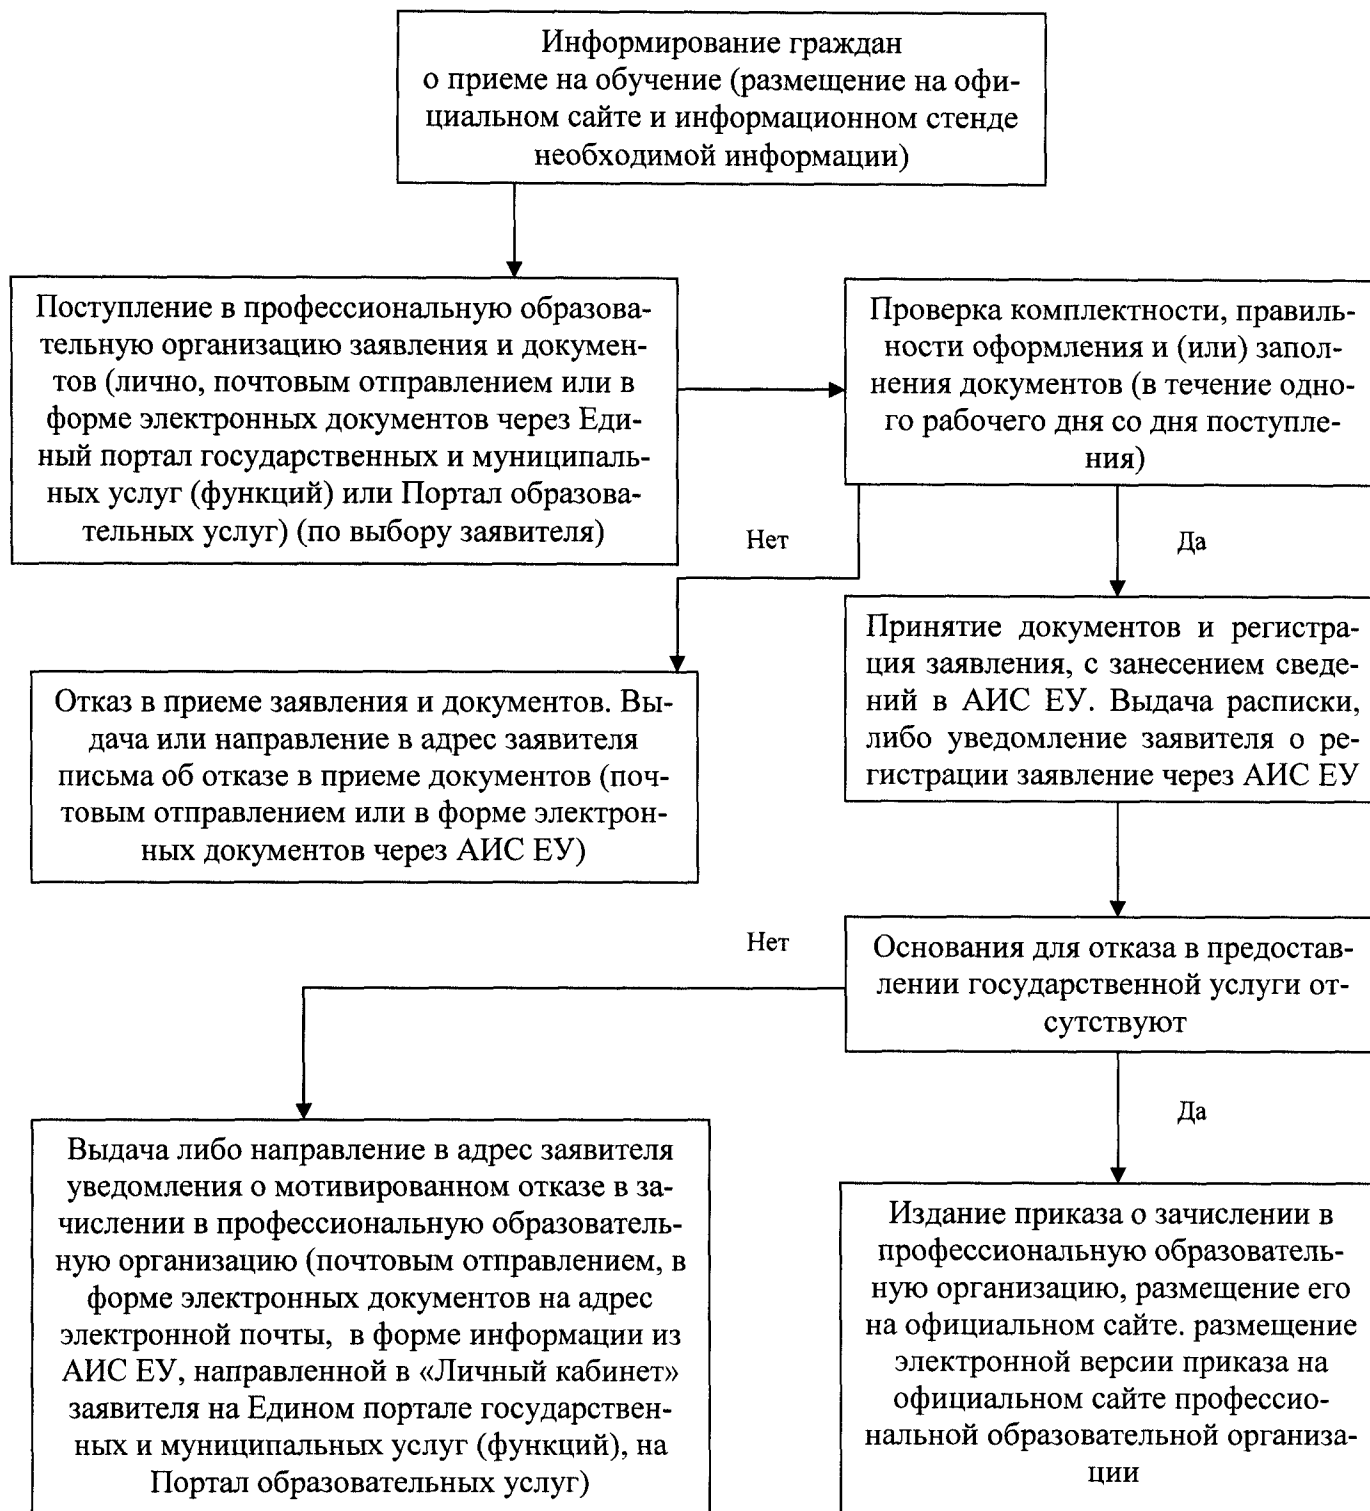 Информирование граждан
о приеме на обучение (размещение на офи-
циальном сайте и информационном стенде
необходимой информации)
Поступление в профессиональную образова-
тельную организацию заявления и докумен-
тов (лично, почтовым отправлением или в
форме электронных документов через Еди-
ный портал государственных и муниципаль-
ных услуг (функций) или Портал образова-
тельных услуг) (по выбору заявителя)
Проверка комплектности, правиль-
ности оформления и (или) запол-
нения документов (в течение одно-
го рабочего дня со дня поступле-
ния)
Нет
Да
Отказ в приеме заявления и документов. Вы-
дача или направление в адрес заявителя
письма об отказе в приеме документов (поч-
товым отправлением или в форме электрон-
ных документов через АИС ЕУ)
Принятие документов и регистра-
ция заявления, с занесением сведе-
ний в АИС ЕУ. Выдача расписки,
либо уведомление заявителя о ре-
гистрации заявление через АИС ЕУ
Нет
Основания для отказа в предостав-
лении государственной услуги от-
сутствуют
Да
Выдача либо направление в адрес заявителя
уведомления о мотивированном отказе в за-
числении в профессиональную образователь-
ную организацию (почтовым отправлением, в
форме электронных документов на адрес
электронной почты, в форме информации из
АИС ЕУ, направленной в «Личный кабинет»
заявителя на Едином портале государствен-
ных и муниципальных услуг (функций), на
Портал образовательных услуг)
Издание приказа о зачислении в
профессиональную образователь-
ную организацию, размещение его
на официальном сайте. размещение
электронной версии приказа на
официальном сайте профессио-
нальной образовательной организа-
ции